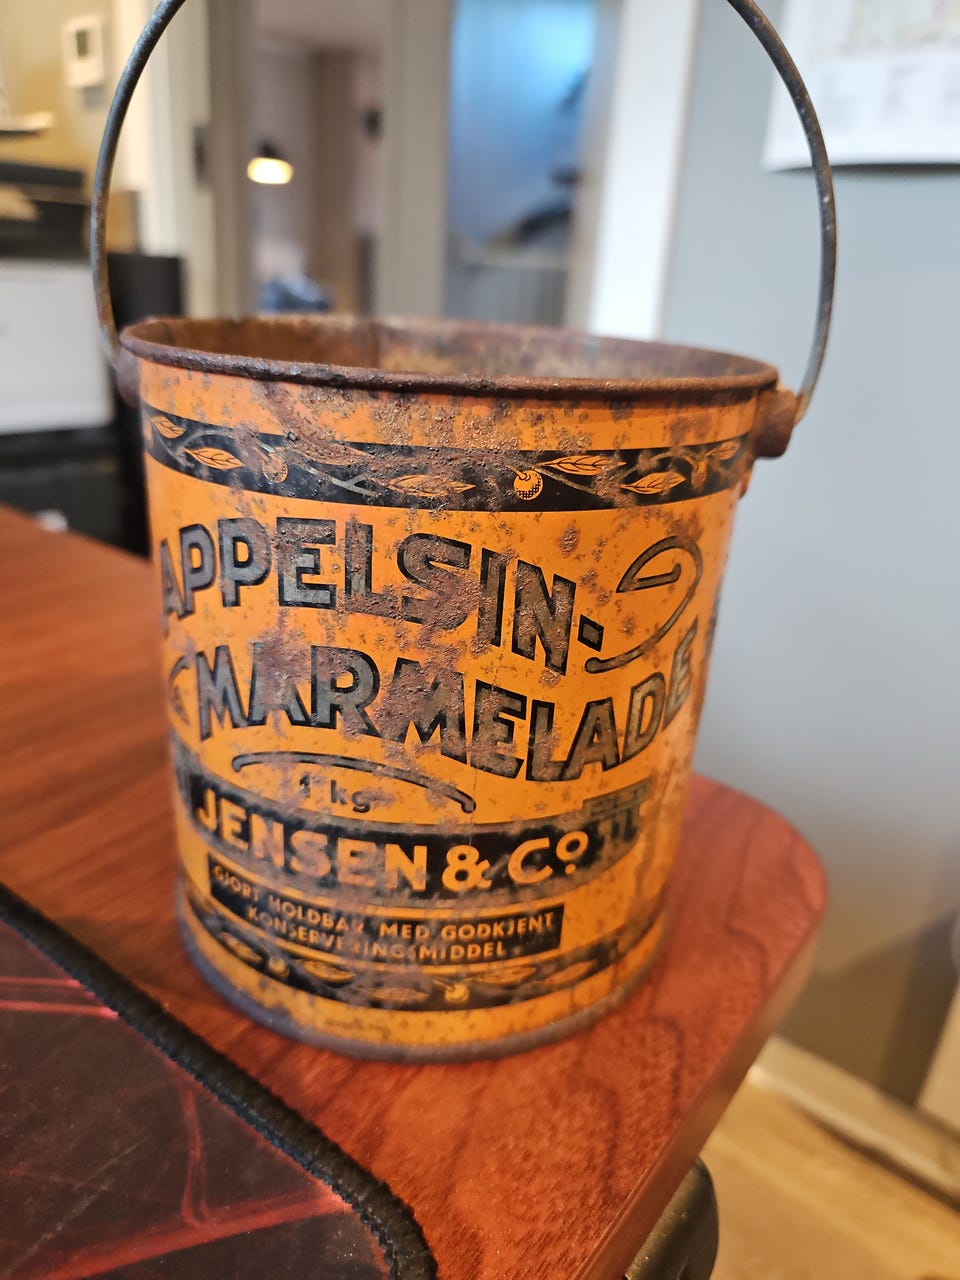 APPELSIN-
MARMELADE
1 kg
JENSEN & Cº
GJORT HOLDBAR MED GODKJENT
KONSERVERINGSMIDDEL